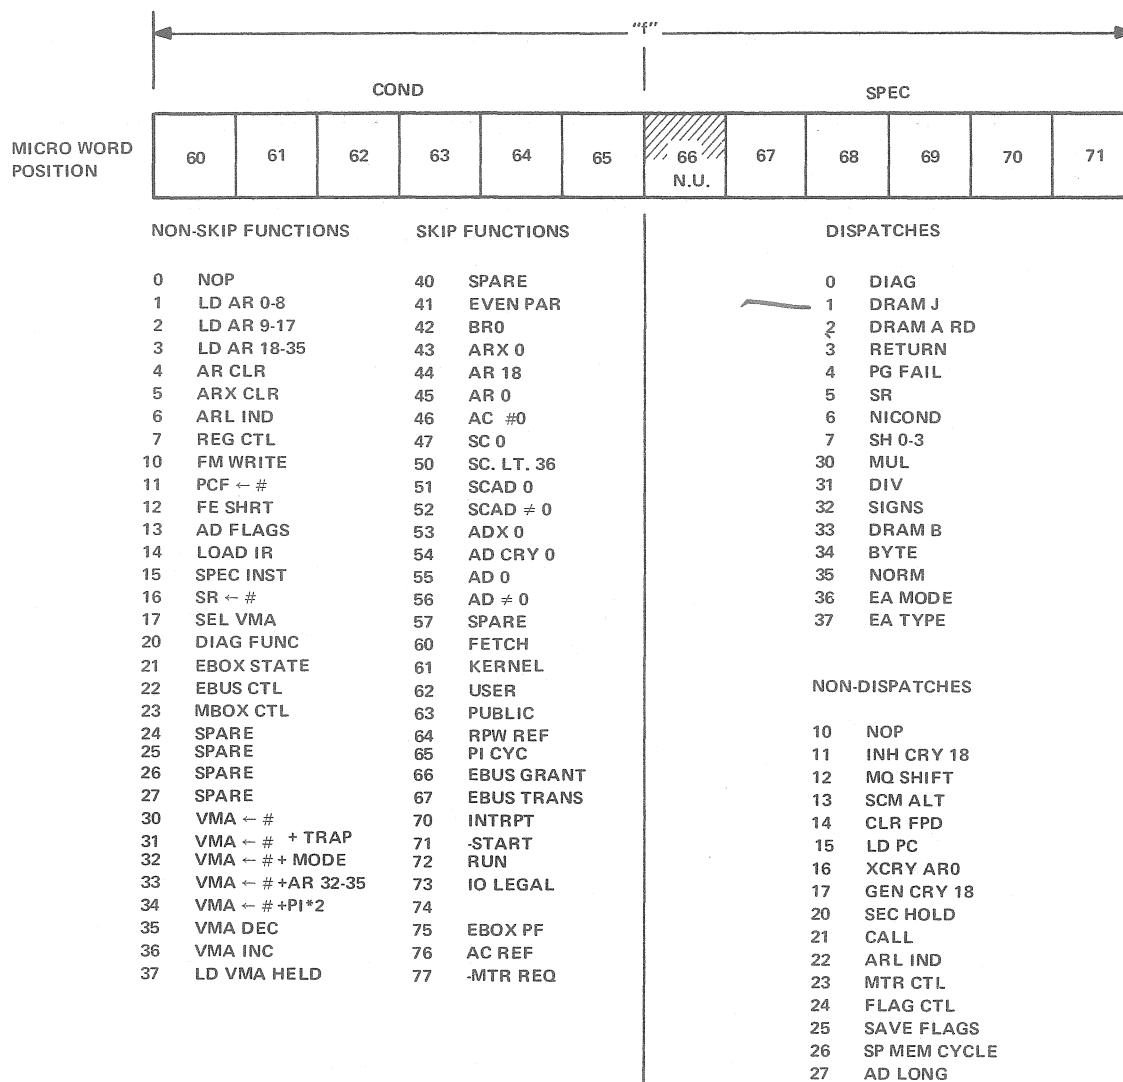 "f"
COND SPEC
MICRO WORD POSITION 60 61 62 63 64 65 66 N.U. 67 68 69 70 71
NON-SKIP FUNCTIONS
0 NOP
1 LD AR 0-8
2 LD AR 9-17
3 LD AR 18-35
4 AR CLR
5 ARX CLR
6 ARL IND
7 REG CTL
10 FM WRITE
11 PCF ← #
12 FE SHRT
13 AD FLAGS
14 LOAD IR
15 SPEC INST
16 SR ← #
17 SEL VMA
20 DIAG FUNC
21 EBOX STATE
22 EBUS CTL
23 MBOX CTL
24 SPARE
25 SPARE
26 SPARE
27 SPARE
30 VMA ← #
31 VMA ← # + TRAP
32 VMA ← # + MODE
33 VMA ← # +AR 32-35
34 VMA ← # +PI*2
35 VMA DEC
36 VMA INC
37 LD VMA HELD
SKIP FUNCTIONS
40 SPARE
41 EVEN PAR
42 BR0
43 ARX 0
44 AR 18
45 AR 0
46 AC #0
47 SC 0
50 SC. LT. 36
51 SCAD 0
52 SCAD ≠ 0
53 ADX 0
54 AD CRY 0
55 AD 0
56 AD ≠ 0
57 SPARE
60 FETCH
61 KERNEL
62 USER
63 PUBLIC
64 RPW REF
65 PI CYC
66 EBUS GRANT
67 EBUS TRANS
70 INTRPT
71 -START
72 RUN
73 IO LEGAL
74
75 EBOX PF
76 AC REF
77 -MTR REQ
DISPATCHES
0 DIAG
1 DRAM J
2 DRAM A RD
3 RETURN
4 PG FAIL
5 SR
6 NICOND
7 SH 0-3
30 MUL
31 DIV
32 SIGNS
33 DRAM B
34 BYTE
35 NORM
36 EA MODE
37 EA TYPE
NON-DISPATCHES
10 NOP
11 INH CRY 18
12 MQ SHIFT
13 SCM ALT
14 CLR FPD
15 LD PC
16 XCRY AR0
17 GEN CRY 18
20 SEC HOLD
21 CALL
22 ARL IND
23 MTR CTL
24 FLAG CTL
25 SAVE FLAGS
26 SP MEM CYCLE
27 AD LONG